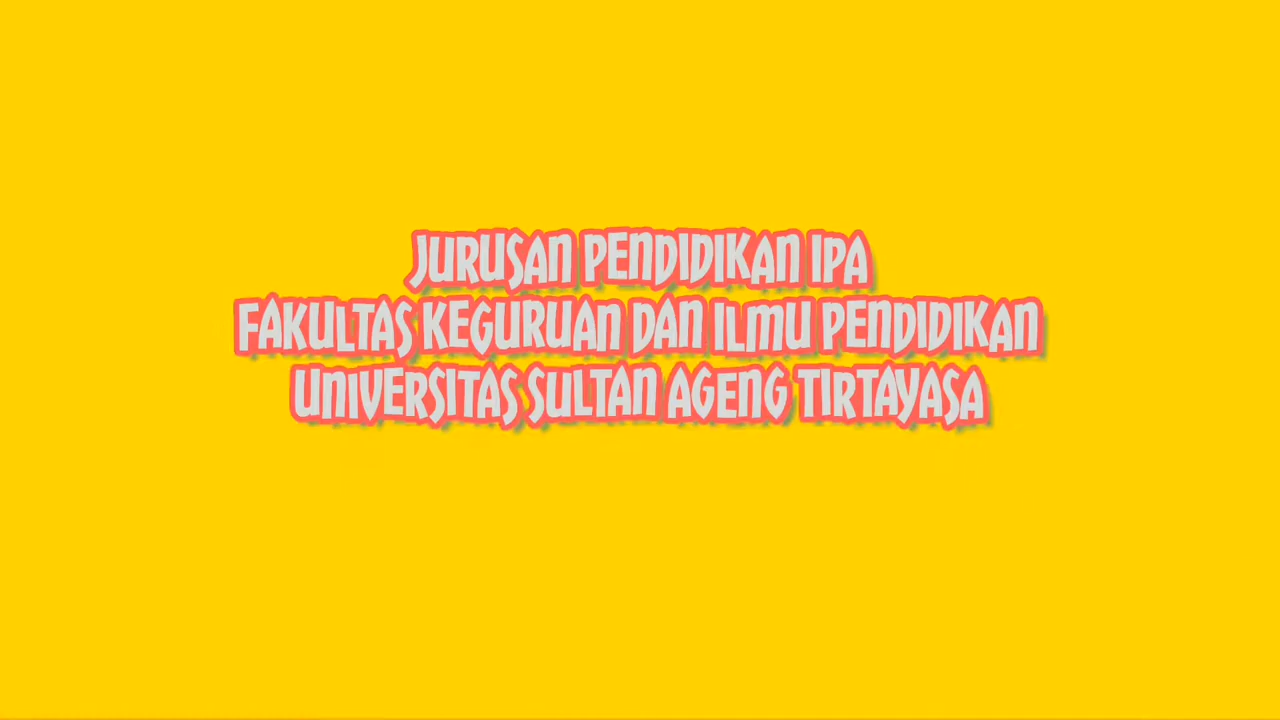 JURUSAN PENDIDIKAN IPA
FAKULTAS KEGURUAN DAN ILMU PENDIDIKAN
UNIVERSITAS SULTAN AGENG TIRTAYASA